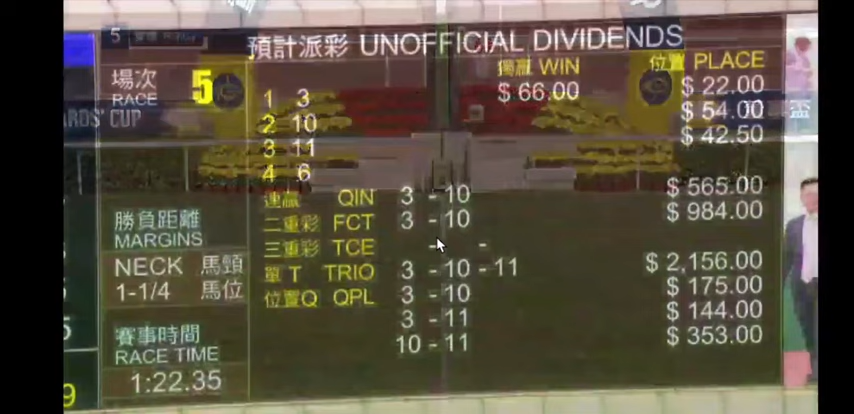 5
預計派彩 UNOFFICIAL DIVIDENDS
場次 5
RACE
獨贏 WIN 位置 PLACE
1 3 $ 66.00 $ 22.00
2 10 $ 54.00
3 11 $ 42.50
4 6
ARDS' CUP
盃
連贏 QIN 3 - 10 $ 565.00
二重彩 FCT 3 - 10 $ 984.00
三重彩 TCE - -
單T TRIO 3 - 10 - 11 $ 2,156.00
位置Q QPL 3 - 10 $ 175.00
3 - 11 $ 144.00
10 - 11 $ 353.00
勝負距離
MARGINS
NECK 馬頸
1-1/4 馬位
賽事時間
RACE TIME
1:22.35
5
9